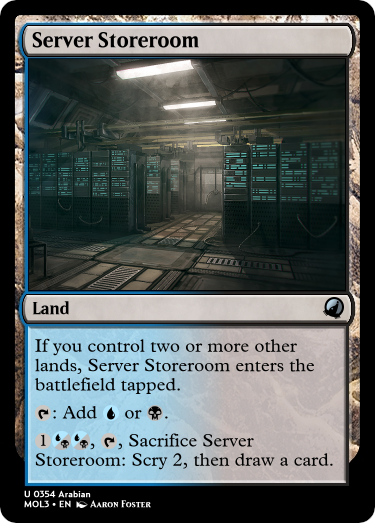 Server Storeroom
Land
If you control two or more other
lands, Server Storeroom enters the
battlefield tapped.
: Add or .
1 , , Sacrifice Server
Storeroom: Scry 2, then draw a card.
U 0354 Arabian
MOL3 • EN Aaron Foster